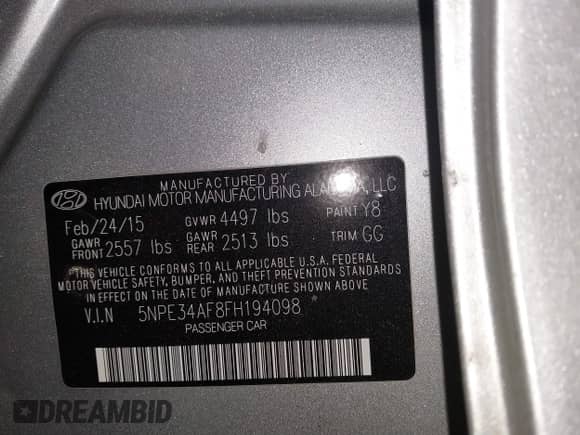 MANUFACTURED BY
HYUNDAI MOTOR MANUFACTURING ALABAMA, LLC
Feb/24/15 GVWR 4497 lbs PAINT Y8
GAWR FRONT 2557 lbs GAWR REAR 2513 lbs TRIM GG
*THIS VEHICLE CONFORMS TO ALL APPLICABLE U.S.A. FEDERAL
MOTOR VEHICLE SAFETY, BUMPER, AND THEFT PREVENTION STANDARDS
IN EFFECT ON THE DATE OF MANUFACTURE SHOWN ABOVE.*
V.I.N 5NPE34AF8FH194098
PASSENGER CAR
DREAMBID